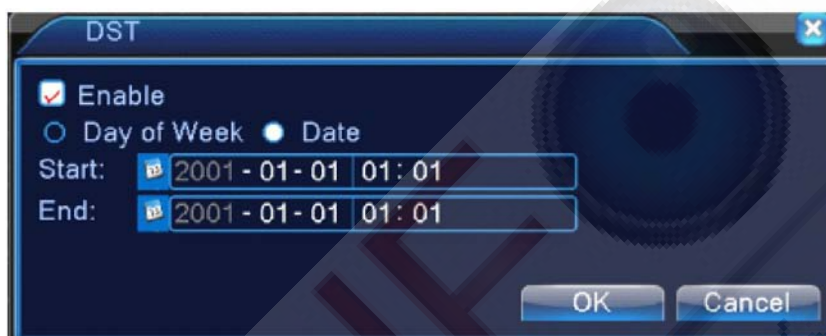 DST
Enable
Day of Week Date
Start: 2001-01-01 01:01
End: 2001-01-01 01:01
OK Cancel